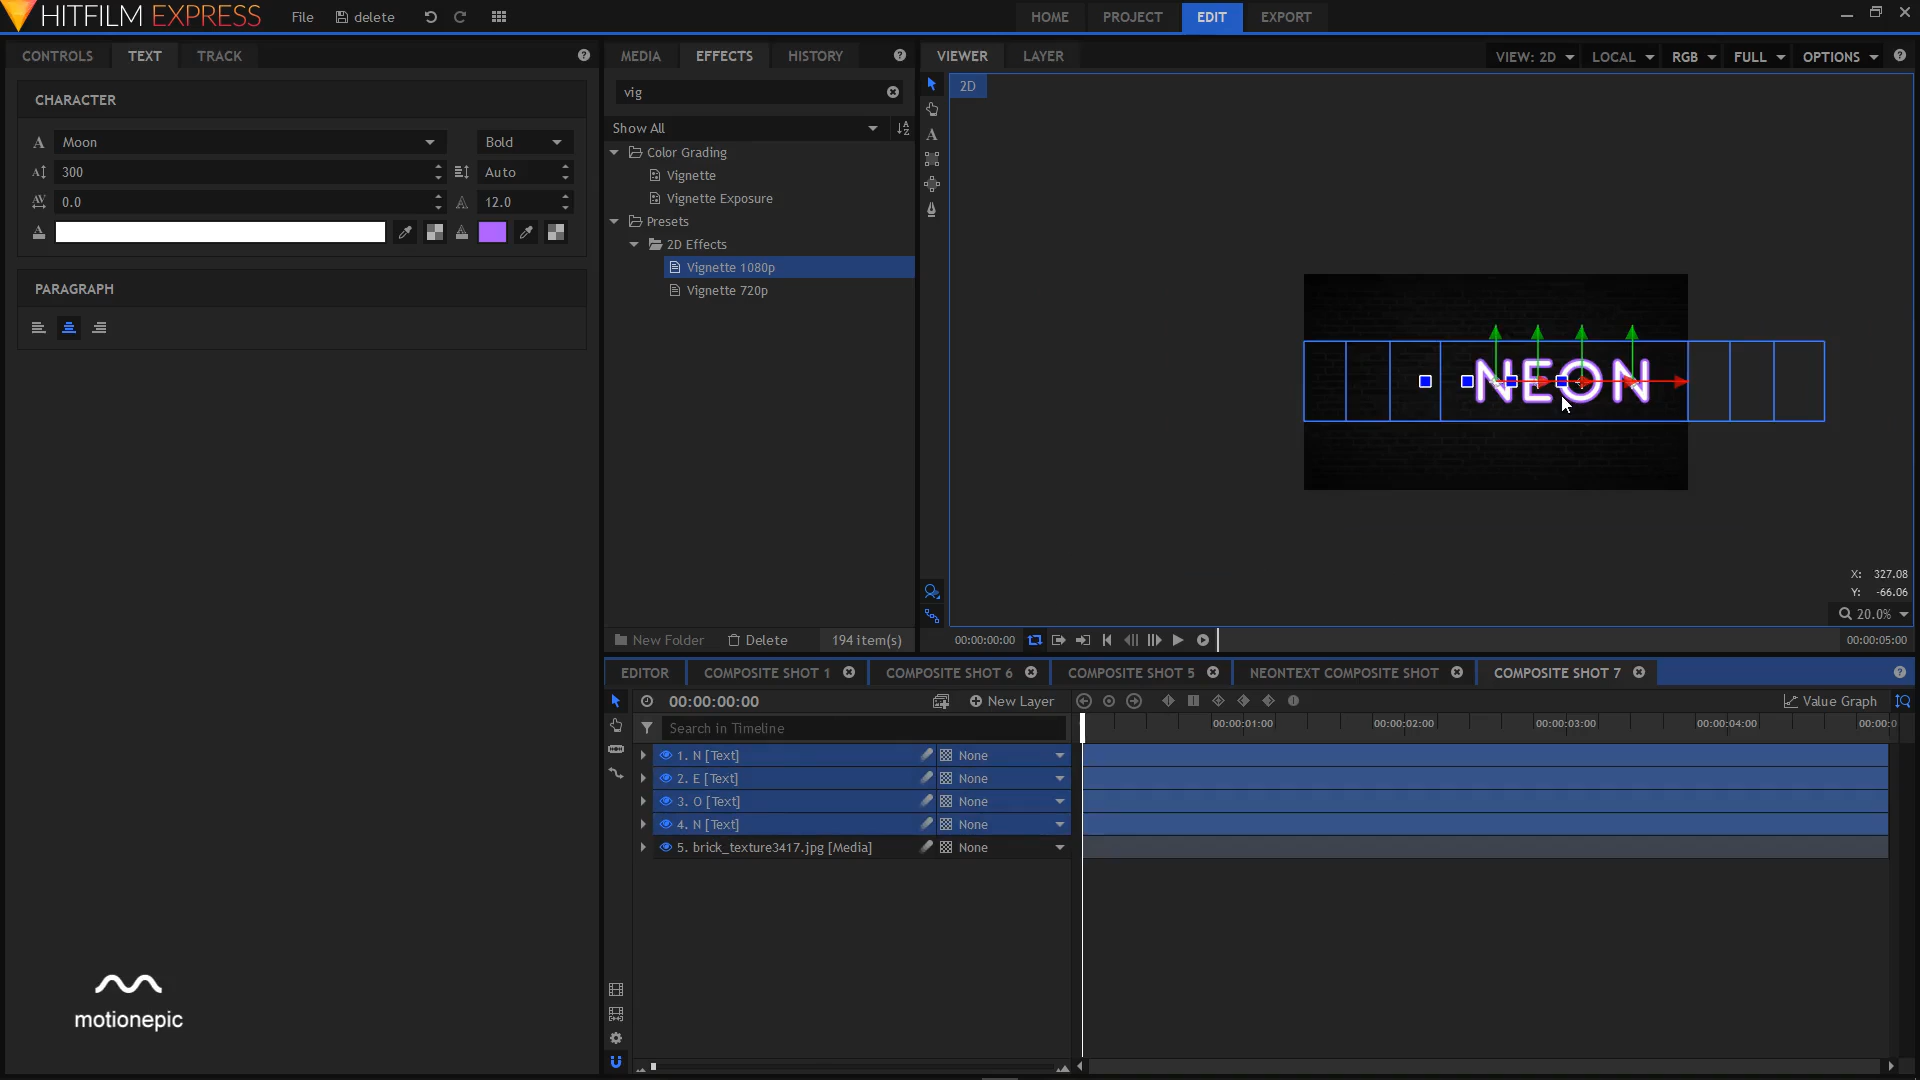 HITFILM EXPRESS
File
delete
HOME
PROJECT
EDIT
EXPORT
CONTROLS
TEXT
TRACK
CHARACTER
Moon
Bold
300
Auto
0.0
12.0
PARAGRAPH
MEDIA
EFFECTS
HISTORY
vig
Show All
Color Grading
Vignette
Vignette Exposure
Presets
2D Effects
Vignette 1080p
Vignette 720p
New Folder
Delete
194 item(s)
VIEWER
LAYER
VIEW: 2D
LOCAL
RGB
FULL
OPTIONS
2D
NEON
X: 327.08
Y: -66.06
20.0%
00:00:00:00
00:00:05:00
EDITOR
COMPOSITE SHOT 1
COMPOSITE SHOT 6
COMPOSITE SHOT 5
NEONTEXT COMPOSITE SHOT
COMPOSITE SHOT 7
00:00:00:00
New Layer
Value Graph
Search in Timeline
00:00:01:00
00:00:02:00
00:00:03:00
00:00:04:00
00:00:0
1. N [Text]
None
2. E [Text]
None
3. O [Text]
None
4. N [Text]
None
5. brick_texture3417.jpg [Media]
None
motionepic